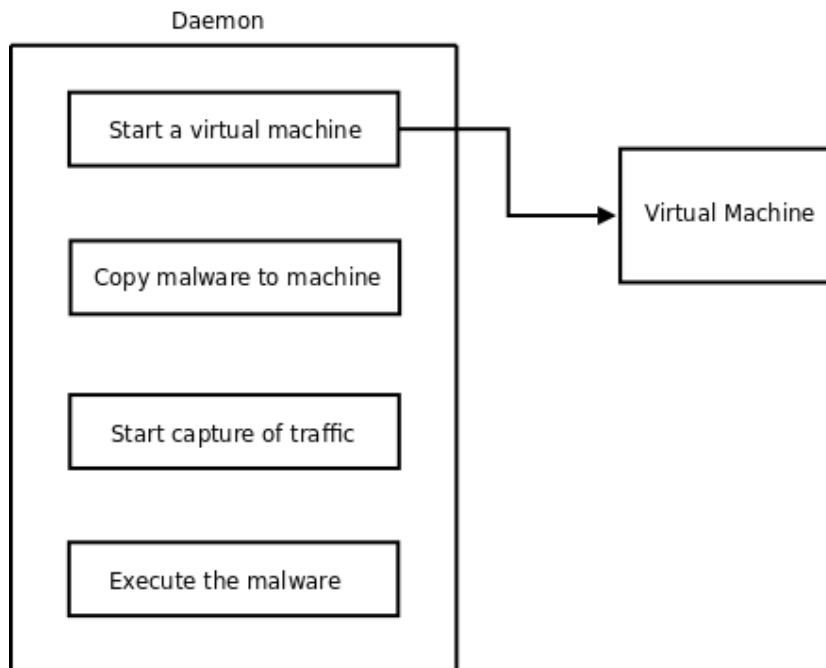 Daemon
Start a virtual machine
Virtual Machine
Copy malware to machine
Start capture of traffic
Execute the malware